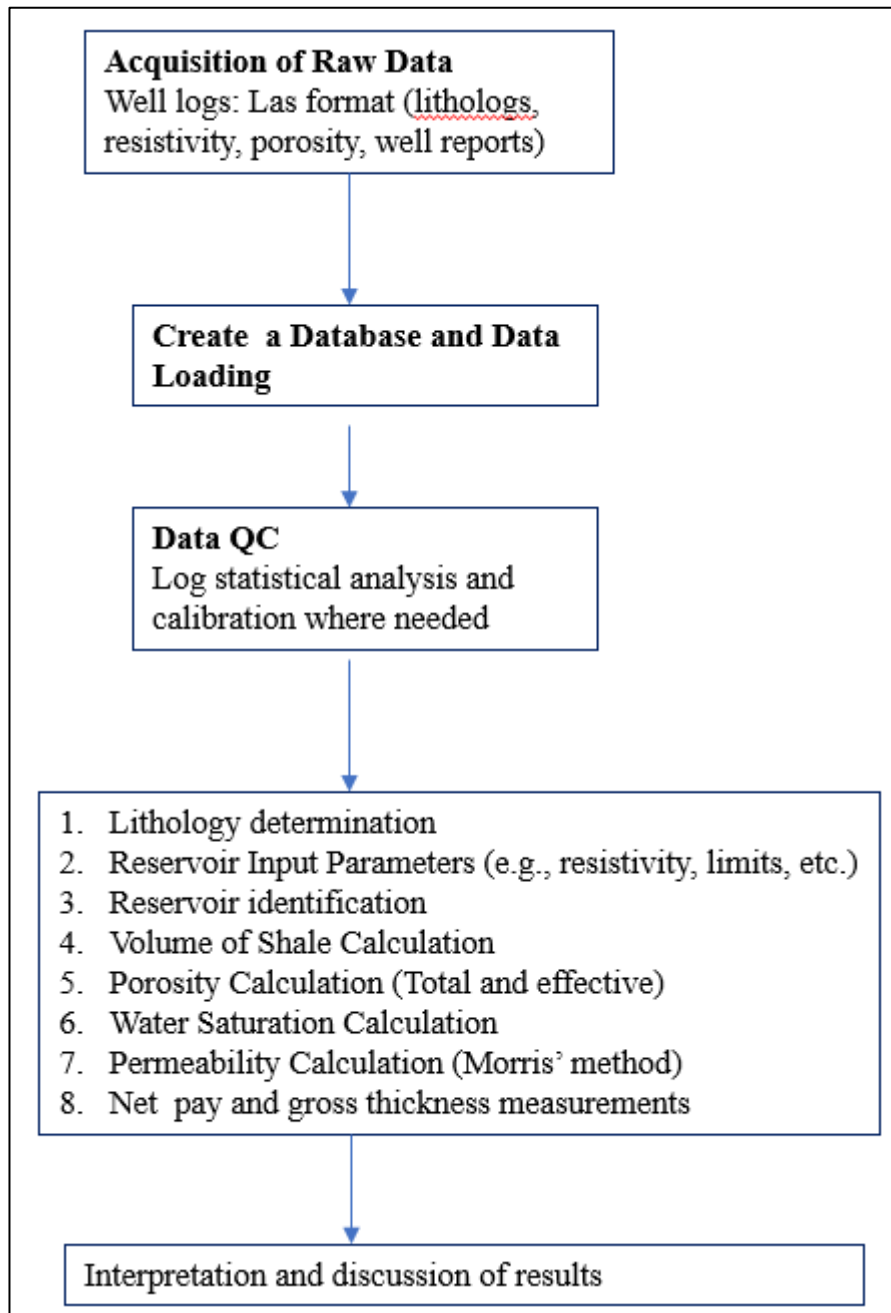 Acquisition of Raw Data
Well logs: Las format (lithologs,
resistivity, porosity, well reports)
Create a Database and Data
Loading
Data QC
Log statistical analysis and
calibration where needed
1. Lithology determination
2. Reservoir Input Parameters (e.g., resistivity, limits, etc.)
3. Reservoir identification
4. Volume of Shale Calculation
5. Porosity Calculation (Total and effective)
6. Water Saturation Calculation
7. Permeability Calculation (Morris’ method)
8. Net pay and gross thickness measurements
Interpretation and discussion of results